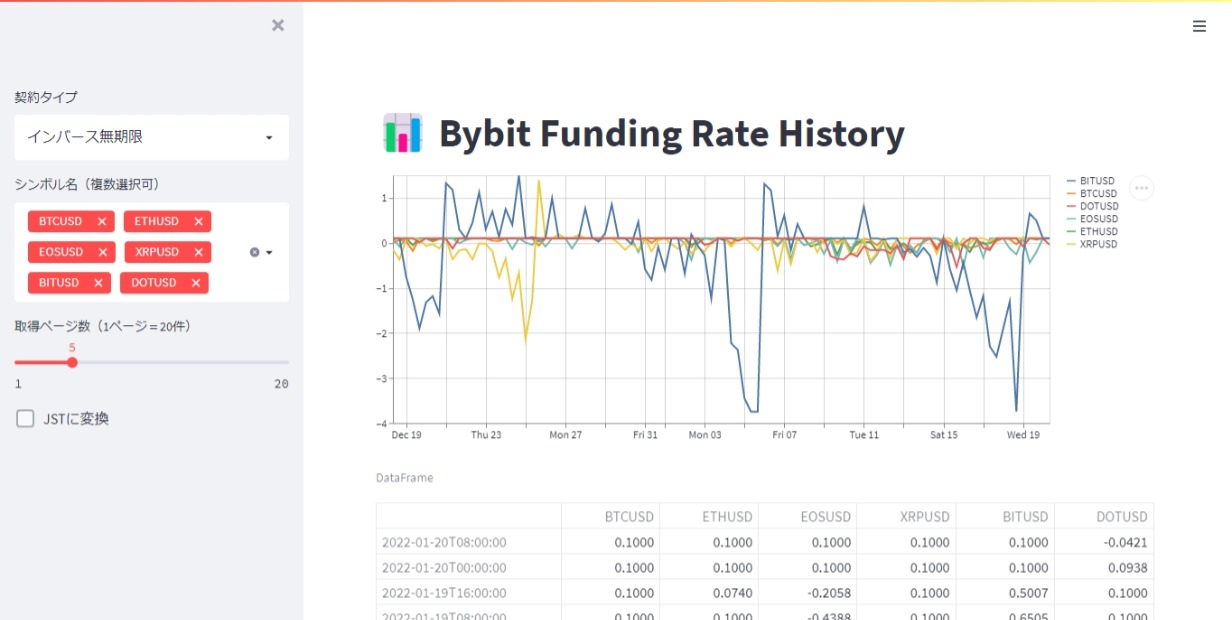 契約タイプ
インバース無期限
シンボル名（複数選択可）
BTCUSD ETHUSD
EOSUSD XRPUSD
BITUSD DOTUSD
取得ページ数（1ページ＝20件）
5
1 20
JSTに変換
Bybit Funding Rate History
1
0
−1
−2
−3
−4
Dec 19 Thu 23 Mon 27 Fri 31 Mon 03 Fri 07 Tue 11 Sat 15 Wed 19
BITUSD
BTCUSD
DOTUSD
EOSUSD
ETHUSD
XRPUSD
DataFrame
BTCUSD ETHUSD EOSUSD XRPUSD BITUSD DOTUSD
2022-01-20T08:00:00 0.1000 0.1000 0.1000 0.1000 0.1000 -0.0421
2022-01-20T00:00:00 0.1000 0.1000 0.1000 0.1000 0.1000 0.0938
2022-01-19T16:00:00 0.1000 0.0740 -0.2058 0.1000 0.5007 0.1000
2022-01-19T08:00:00 0.1000 0.1000 -0.4388 0.1000 0.6505 0.1000